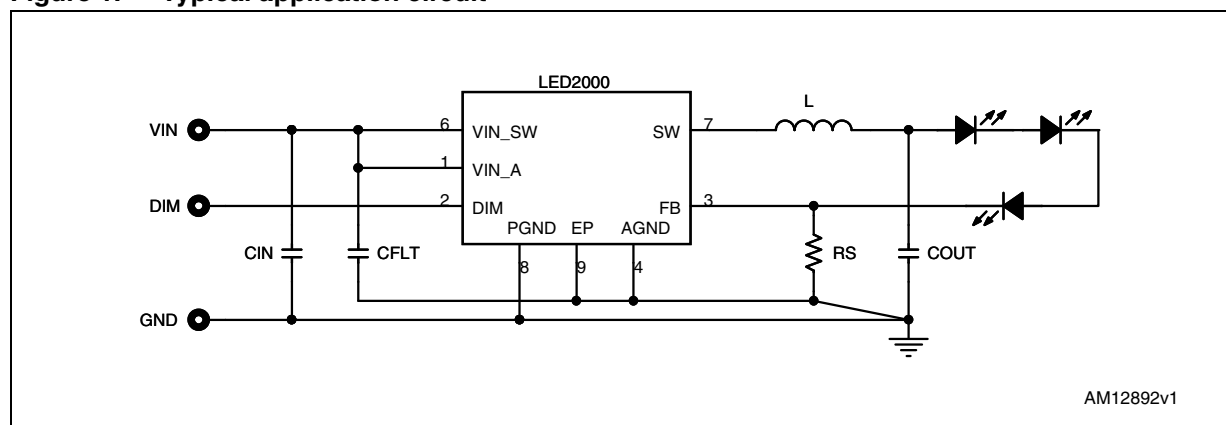 Figure 1. Typical application circuit
LED2000
L
VIN
6
VIN_SW
SW
7
1
VIN_A
DIM
2
DIM
FB
3
PGND
EP
AGND
CIN
CFLT
8
9
4
RS
COUT
GND
AM12892v1